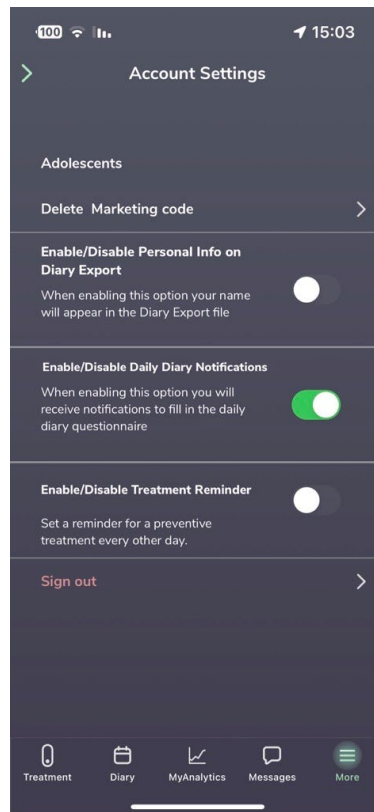 100
15:03
Account Settings
Adolescents
Delete Marketing code
Enable/Disable Personal Info on
Diary Export
When enabling this option your name
will appear in the Diary Export file
Enable/Disable Daily Diary Notifications
When enabling this option you will
receive notifications to fill in the daily
diary questionnaire
Enable/Disable Treatment Reminder
Set a reminder for a preventive
treatment every other day.
Sign out
Treatment Diary MyAnalytics Messages More